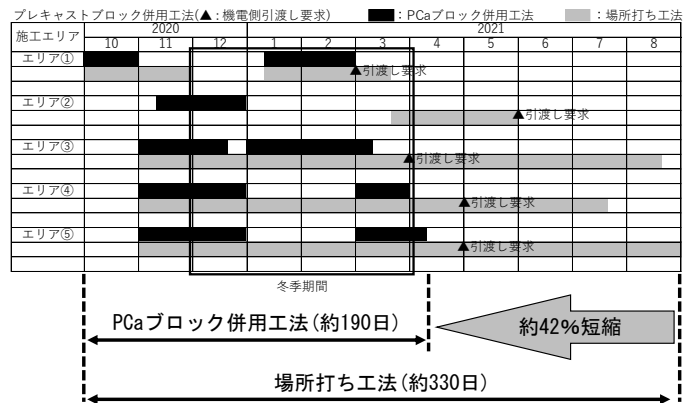 プレキャストブロック併用工法(▲:機電側引渡し要求) ■:PCaブロック併用工法 ■:場所打ち工法
施工エリア 2020 2021
10 11 12 1 2 3 4 5 6 7 8
エリア①
▲引渡し要求
エリア②
▲引渡し要求
エリア③
▲引渡し要求
エリア④
▲引渡し要求
エリア⑤
▲引渡し要求
冬季期間
PCaブロック併用工法(約190日)
約42%短縮
場所打ち工法(約330日)